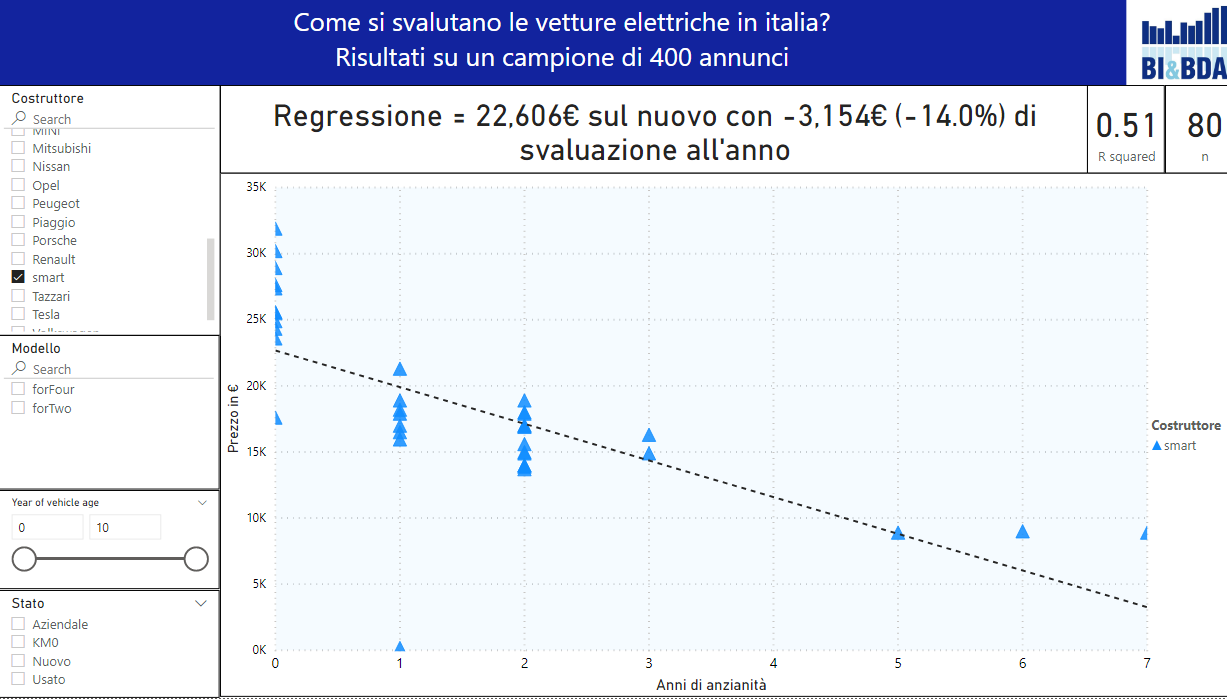 Come si svalutano le vetture elettriche in italia?
Risultati su un campione di 400 annunci
BI&BDA
Costruttore
Search
MINI
Mitsubishi
Nissan
Opel
Peugeot
Piaggio
Porsche
Renault
smart
Tazzari
Tesla
Volkswagen
Modello
Search
forFour
forTwo
Year of vehicle age
0
10
Stato
Aziendale
KM0
Nuovo
Usato
Regressione = 22,606€ sul nuovo con -3,154€ (-14.0%) di
svaluazione all'anno
0.51
R squared
80
n
Prezzo in €
35K
30K
25K
20K
15K
10K
5K
0K
0
1
2
3
4
5
6
7
Anni di anzianità
Costruttore
smart